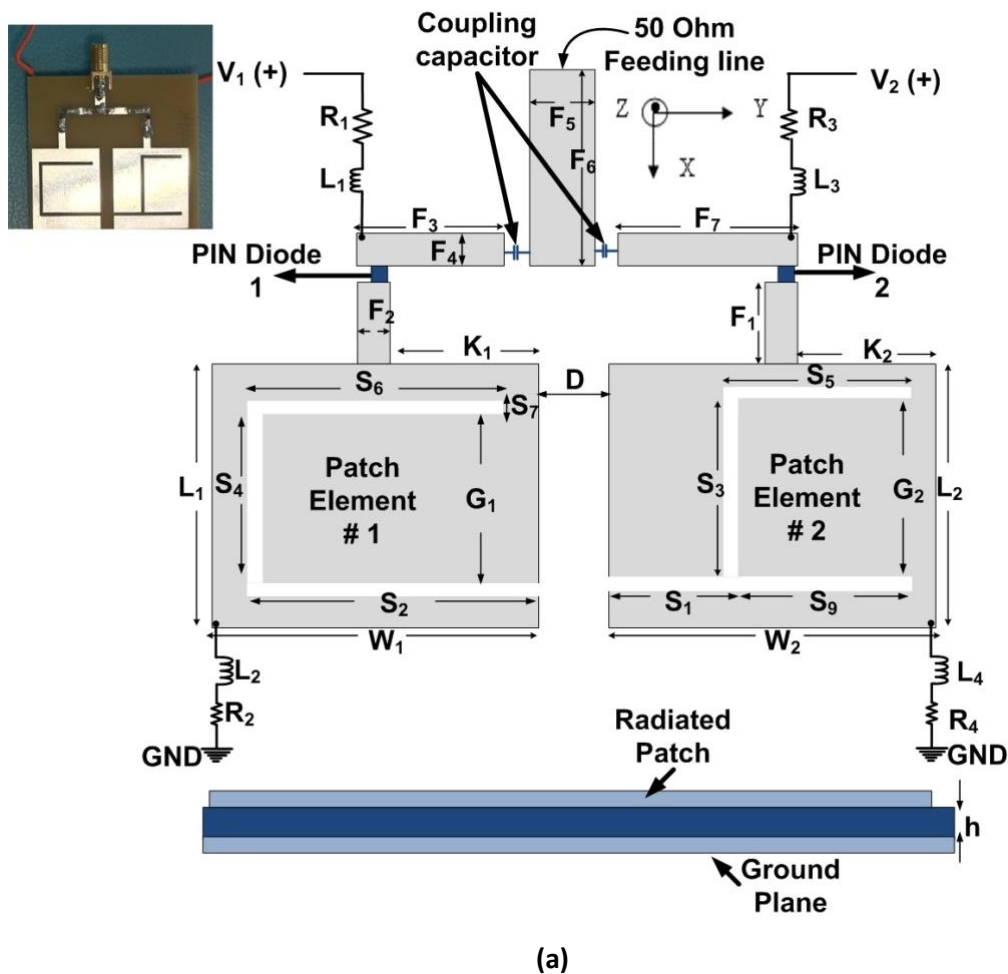 Coupling
capacitor
50 Ohm
Feeding line
V₁ (+)
V₂ (+)
R₁
F₅
Z
Y
R₃
F₆
X
L₁
L₃
F₃
F₇
F₄
PIN Diode
1
PIN Diode
2
F₂
F₁
K₁
K₂
S₆
D
S₅
S₇
L₁
S₄
Patch
Element
# 1
G₁
S₃
Patch
Element
# 2
G₂
L₂
S₂
S₁
S₉
W₁
W₂
L₂
L₄
R₂
R₄
GND
GND
Radiated
Patch
h
Ground
Plane
(a)